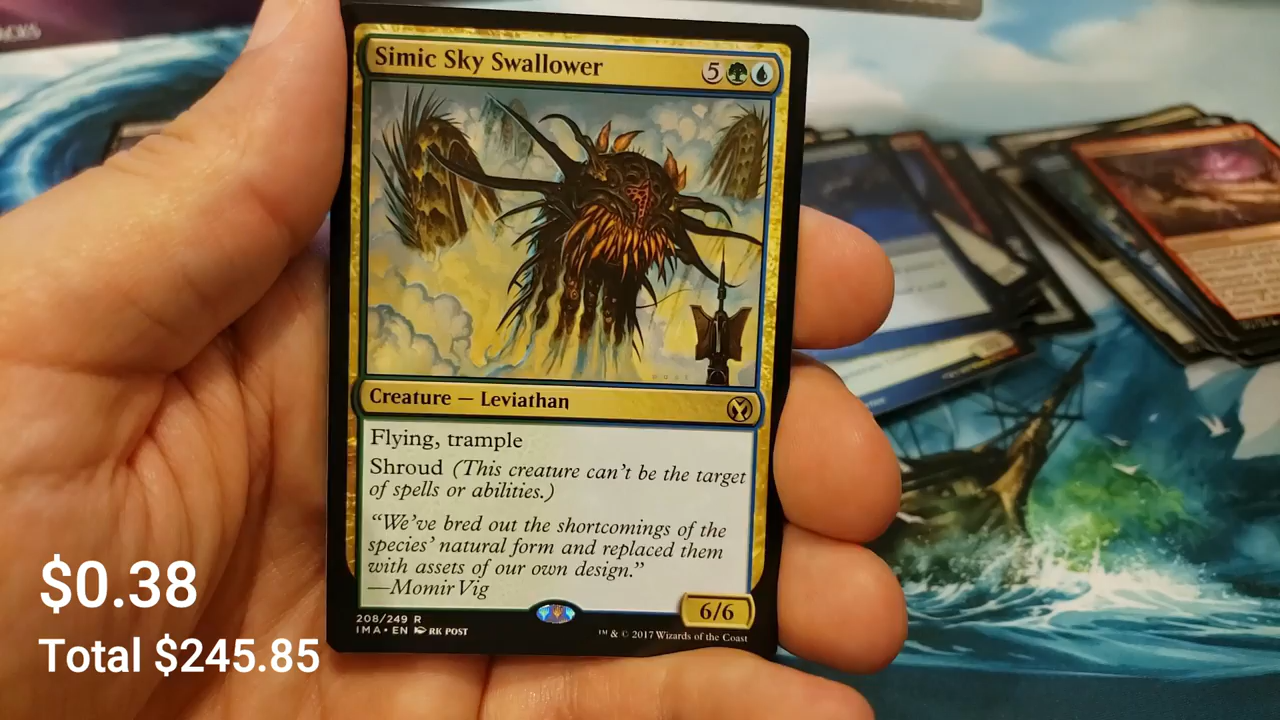 Simic Sky Swallower
5
Creature — Leviathan
Flying, trample
Shroud (This creature can't be the target
of spells or abilities.)
"We've bred out the shortcomings of the
species' natural form and replaced them
with assets of our own design."
—Momir Vig
6/6
208/249 R
IMA • EN RK POST
™ & © 2017 Wizards of the Coast
$0.38
Total $245.85